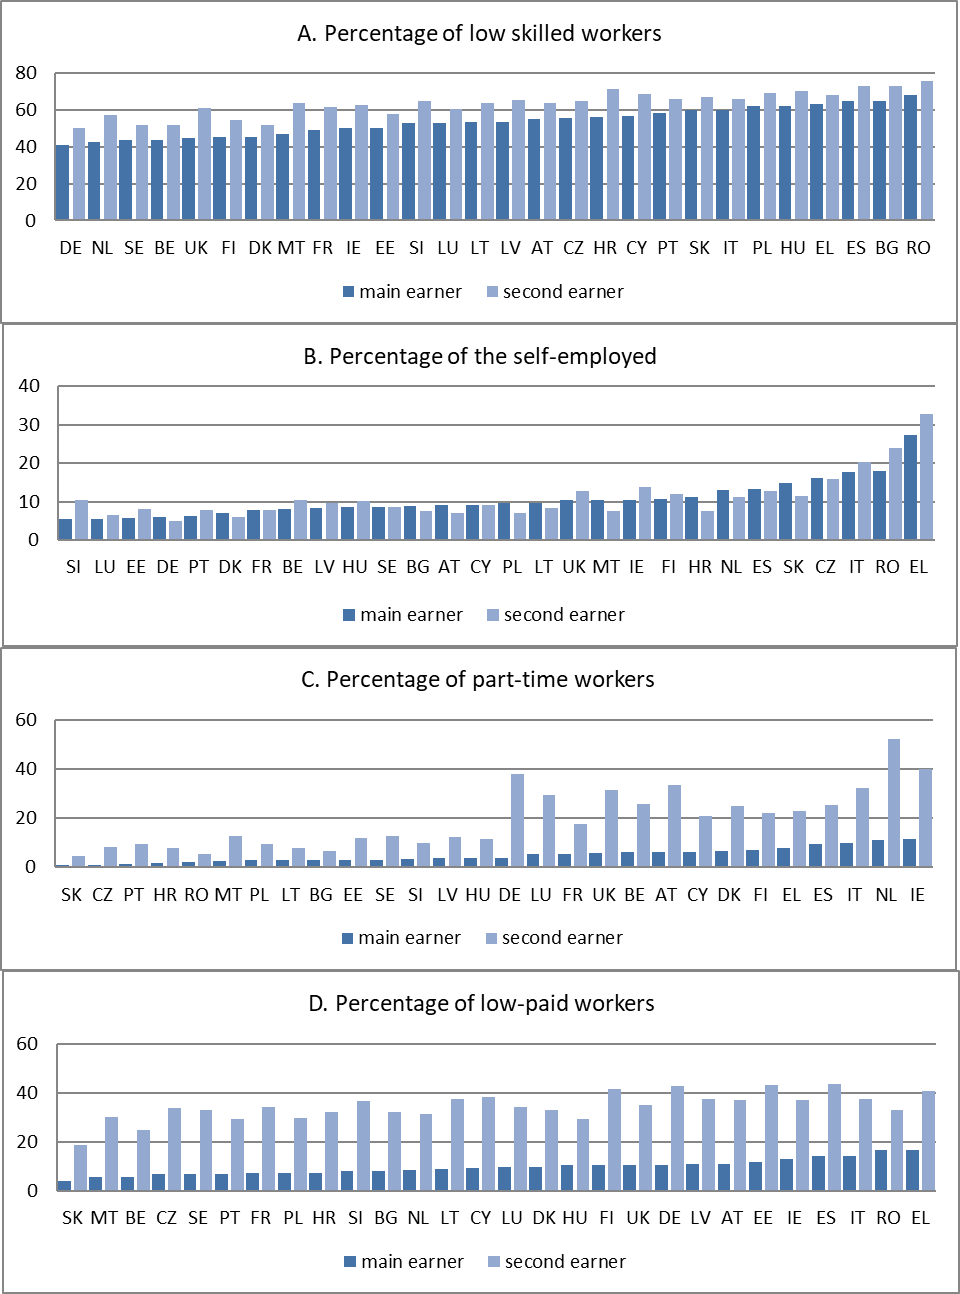 A. Percentage of low skilled workers
80
60
40
20
0
DE NL SE BE UK FI DK MT FR IE EE SI LU LT LV AT CZ HR CY PT SK IT PL HU EL ES BG RO
main earner second earner
B. Percentage of the self-employed
40
30
20
10
0
SI LU EE DE PT DK FR BE LV HU SE BG AT CY PL LT UK MT IE FI HR NL ES SK CZ IT RO EL
main earner second earner
C. Percentage of part-time workers
60
40
20
0
SK CZ PT HR RO MT PL LT BG EE SE SI LV HU DE LU FR UK BE AT CY DK FI EL ES IT NL IE
main earner second earner
D. Percentage of low-paid workers
60
40
20
0
SK MT BE CZ SE PT FR PL HR SI BG NL LT CY LU DK HU FI UK DE LV AT EE IE ES IT RO EL
main earner second earner